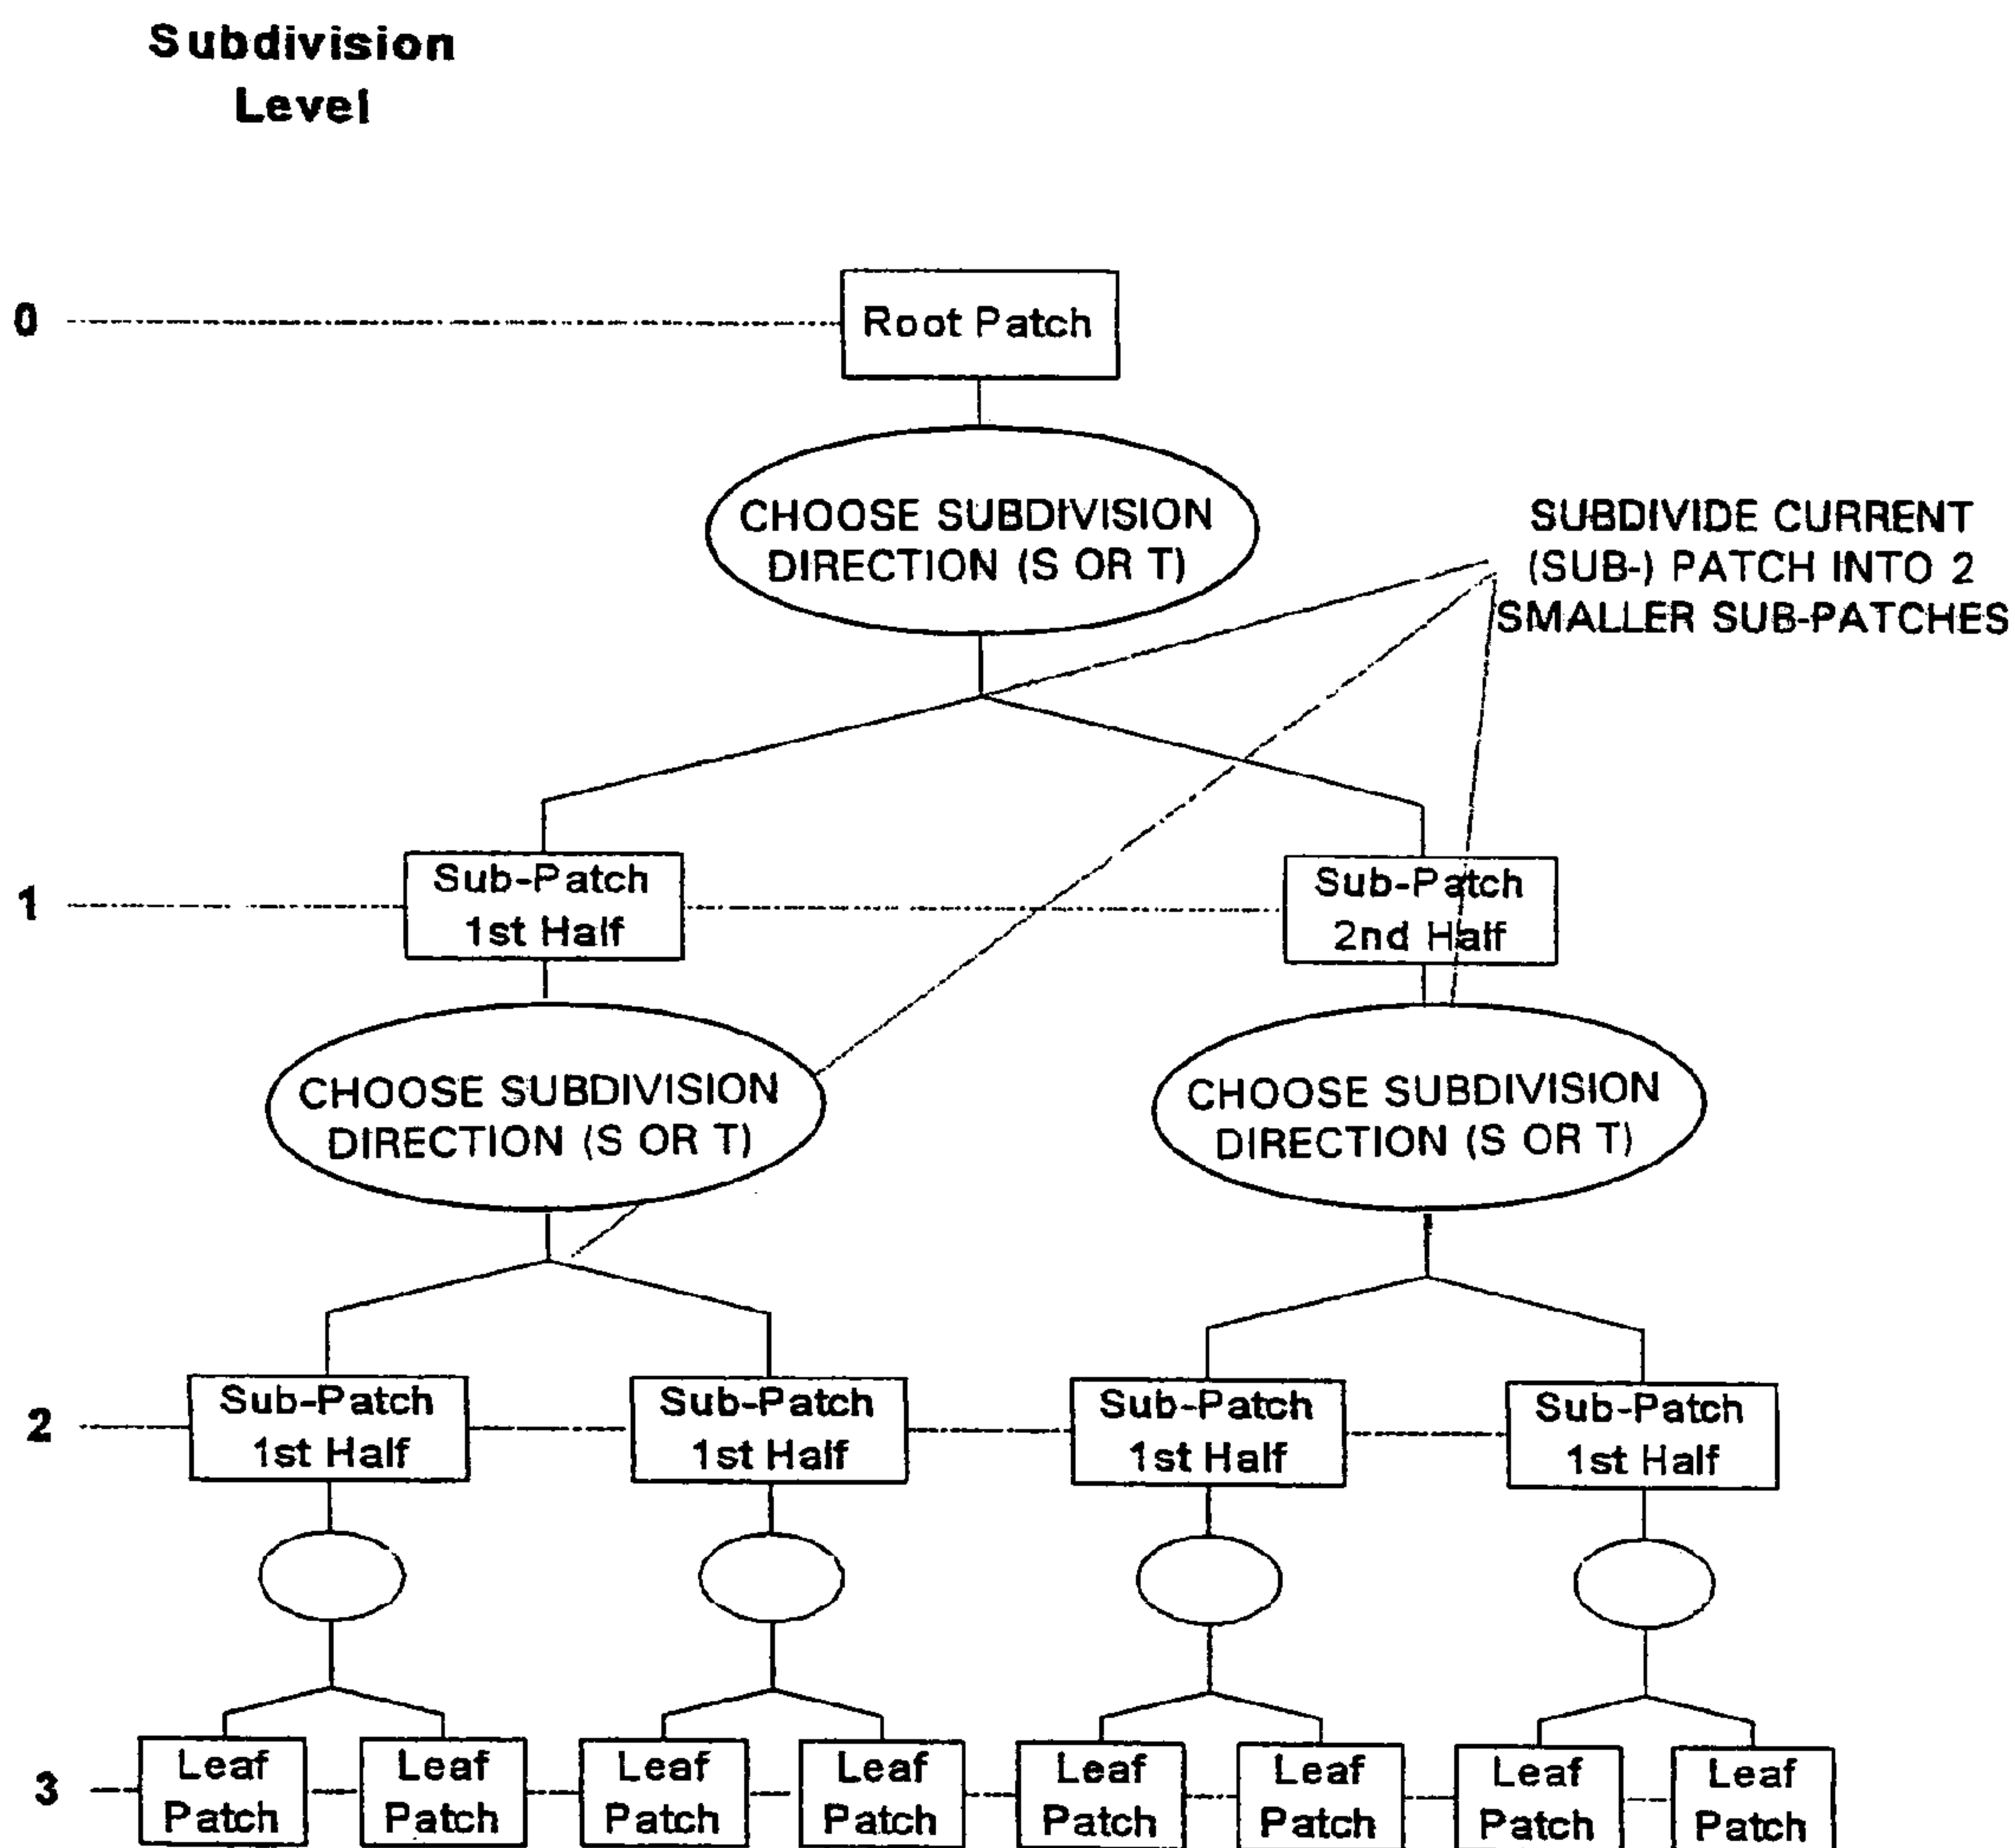 Subdivision
Level
0
Root Patch
CHOOSE SUBDIVISION
DIRECTION (S OR T)
SUBDIVIDE CURRENT
(SUB-) PATCH INTO 2
SMALLER SUB-PATCHES
1
Sub-Patch
1st Half
Sub-Patch
2nd Half
CHOOSE SUBDIVISION
DIRECTION (S OR T)
CHOOSE SUBDIVISION
DIRECTION (S OR T)
2
Sub-Patch
1st Half
Sub-Patch
1st Half
Sub-Patch
1st Half
Sub-Patch
1st Half
3
Leaf
Patch
Leaf
Patch
Leaf
Patch
Leaf
Patch
Leaf
Patch
Leaf
Patch
Leaf
Patch
Leaf
Patch